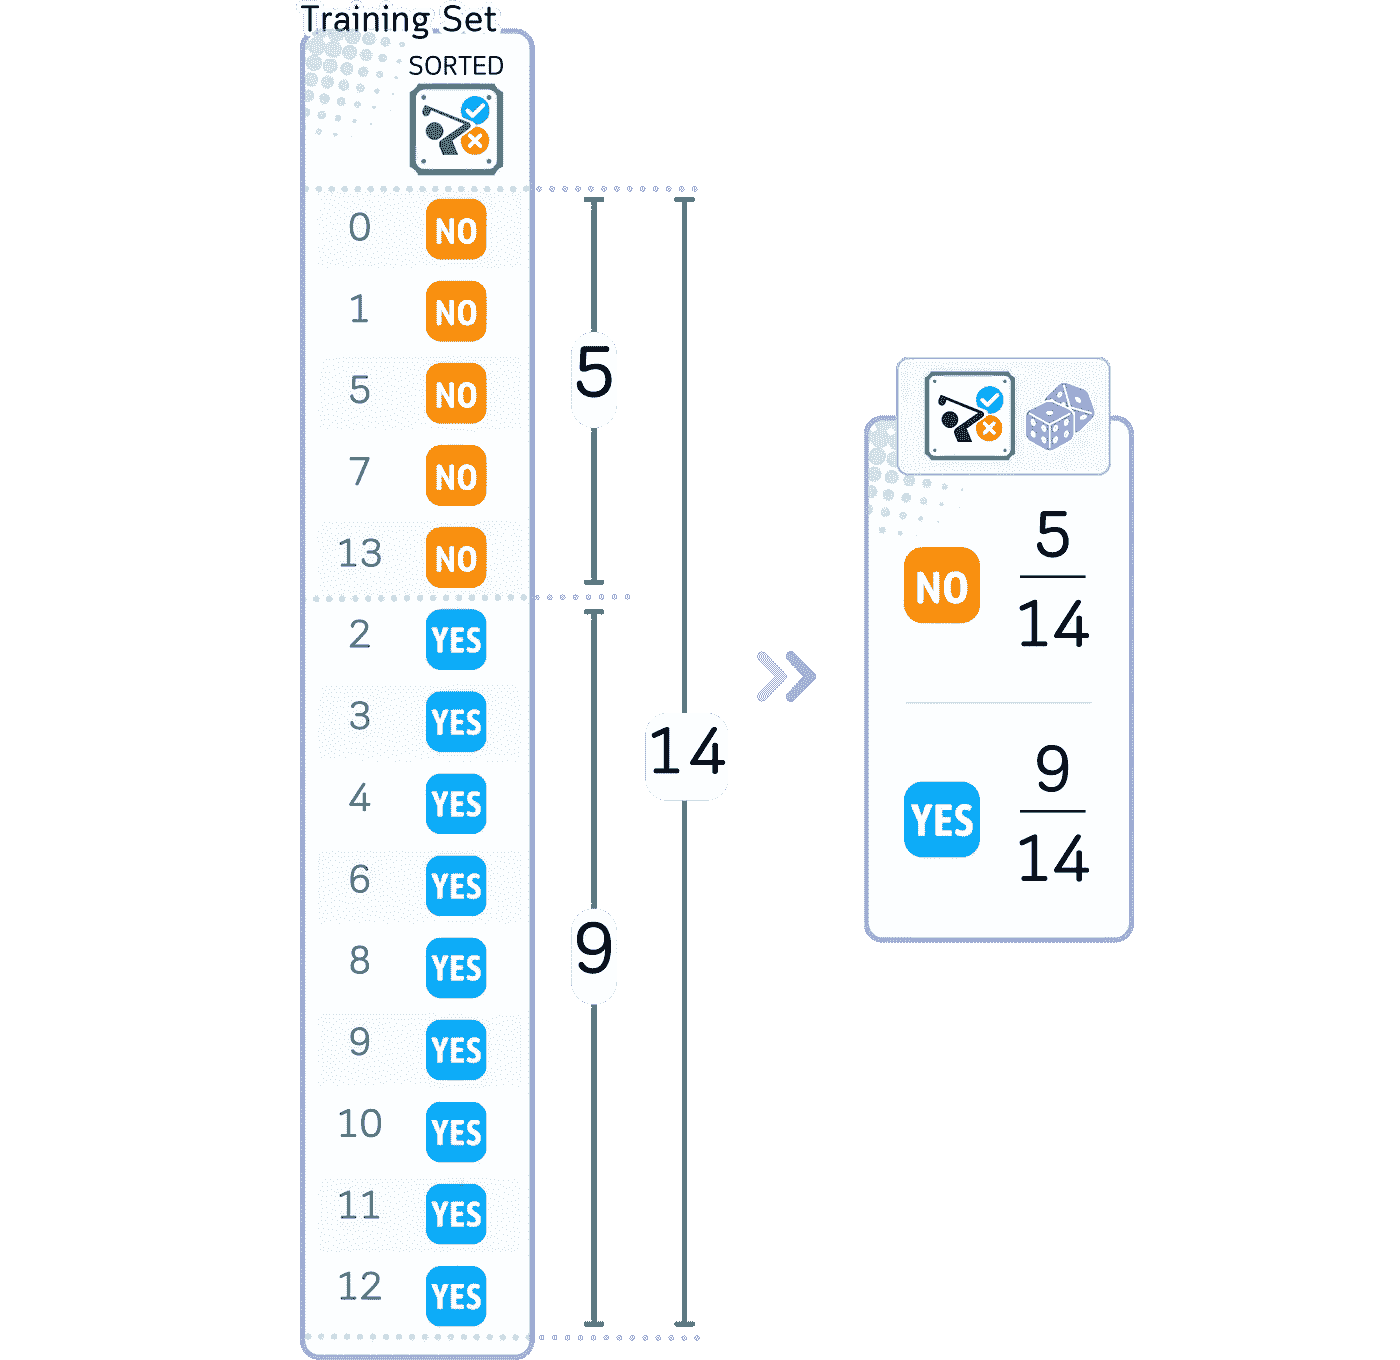 Training Set
SORTED
0 NO
1 NO
5 NO
7 NO
13 NO
5
2 YES
3 YES
4 YES
6 YES
8 YES
9 YES
10 YES
11 YES
12 YES
9
14
NO 5
14
YES 9
14